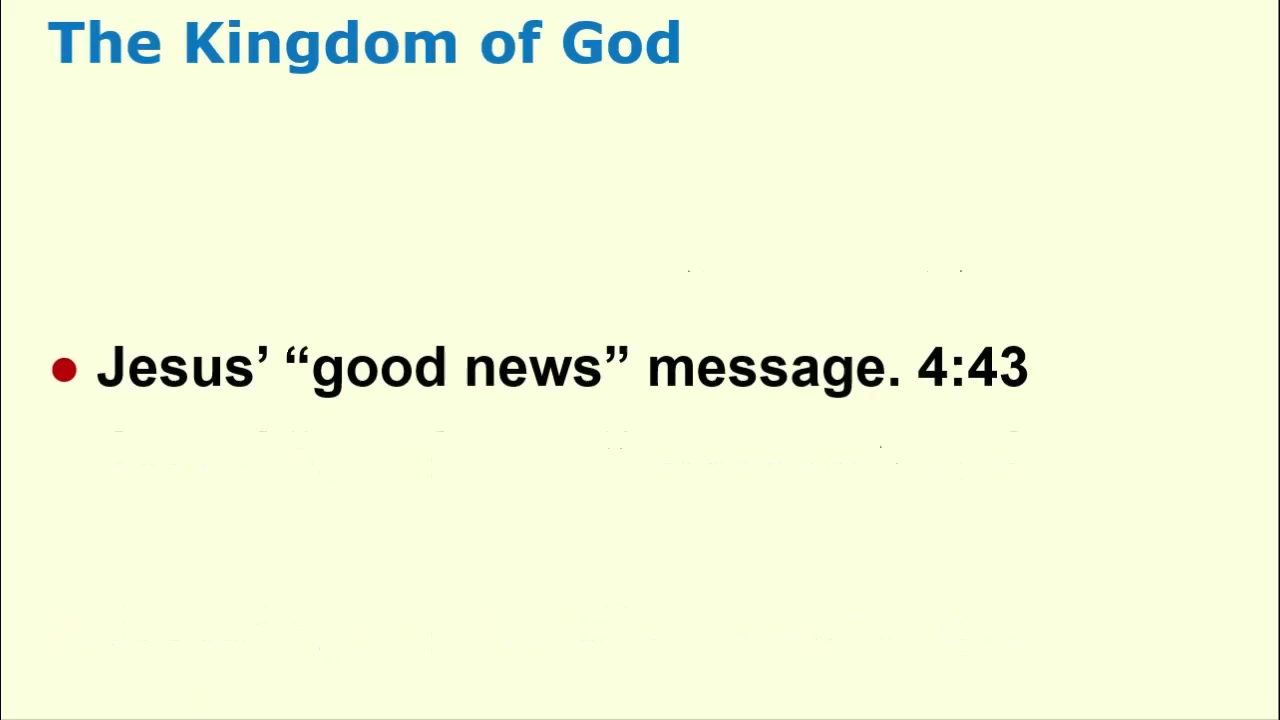 The Kingdom of God
● Jesus’ “good news” message. 4:43